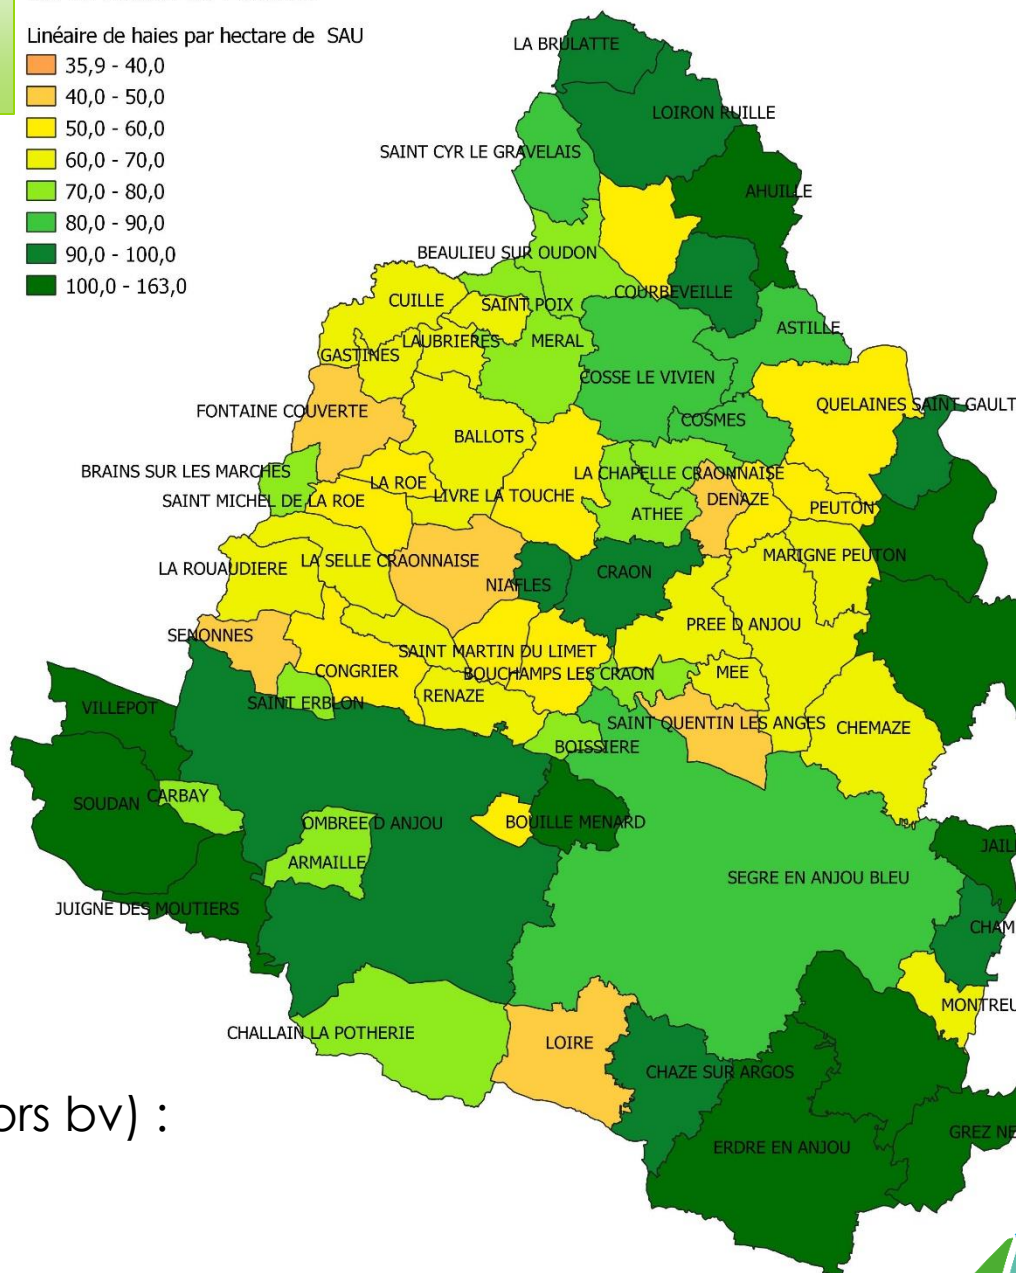 Linéaire de haies par hectare de SAU
35,9 - 40,0
40,0 - 50,0
50,0 - 60,0
60,0 - 70,0
70,0 - 80,0
80,0 - 90,0
90,0 - 100,0
100,0 - 163,0
LA BRULATTE
LOIRON RUILLE
SAINT CYR LE GRAVELAIS
AHUILLE
BEAULIEU SUR OUDON
COURBEVEILLE
CUILLE
SAINT POIX
ASTILLE
LAUBRIERES
MERAL
GASTINES
COSSE LE VIVIEN
QUELAINES SAINT GAULT
FONTAINE COUVERTE
COSMES
BALLOTS
BRAINS SUR LES MARCHES
LA ROE
LA CHAPELLE CRAONNAISE
SAINT MICHEL DE LA ROE
LIVRE LA TOUCHE
DENAZE
PEUTON
ATHEE
MARIGNE PEUTON
LA SELLE CRAONNAISE
LA ROUAUDIERE
NIAFLES
CRAON
PREE D ANJOU
SENONNES
SAINT MARTIN DU LIMET
CONGRIER
BOUCHAMPS LES CRAON
MEE
RENAZE
SAINT ERBLON
VILLEPOT
SAINT QUENTIN LES ANGES
CHEMAZE
BOISSIERE
CARBAY
SOUDAN
OMBREE D ANJOU
BOUILLE MENARD
JAIL
ARMAILLE
SEGRE EN ANJOU BLEU
JUIGNE DES MOUTIERS
CHAM
MONTREU
CHALLAIN LA POTHERIE
LOIRE
CHAZE SUR ARGOS
ors bv) :
GREZ NE
ERDRE EN ANJOU